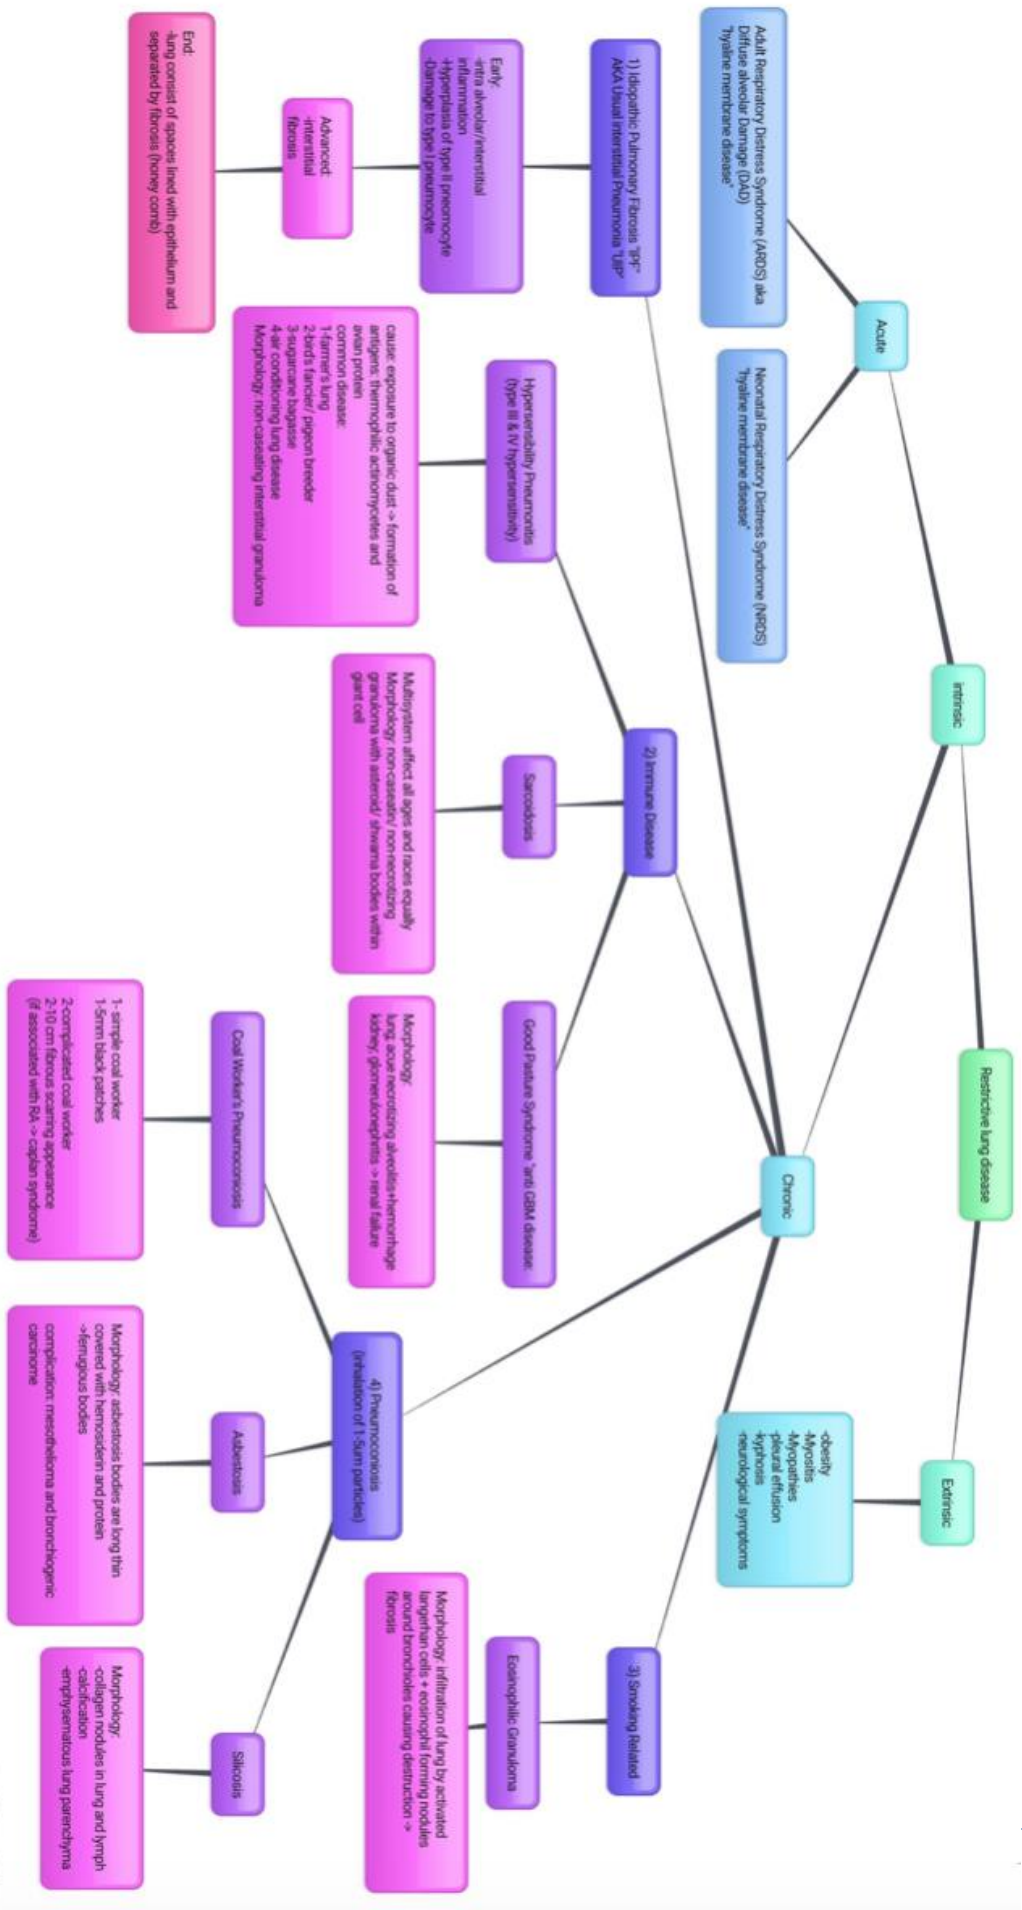 Restrictive lung disease
intrinsic
Extrinsic
-obesity
-Myositis
-Myopathies
-pleural effusion
-kyphosis
-neurological symptoms
Acute
Adult Respiratory Distress Syndrome (ARDS) aka
Diffuse alveolar Damage (DAD)
"hyaline membrane disease"
Neonatal Respiratory Distress Syndrome (NRDS)
"hyaline membrane disease"
Chronic
1) Idiopathic Pulmonary Fibrosis "IPF"
AKA Usual interstitial Pneumonia "UIP"
Early:
-intra alveolar/interstitial
inflammation
-Hyperplasia of type II pneomocyte
-Damage to type I pneumocyte
Advanced:
-interstitial
fibrosis
End:
-lung consist of spaces lined with epithelium and
separated by fibrosis (honey comb)
2) Immune Disease
Hypersensibility Pneumonitis
(type III & IV hypersensitivity)
cause: exposure to organic dust -> formation of
antigens: thermophilic actinomycetes and
avian protein
common disease:
1-farmer's lung
2-bird's fancier/ pigeon breeder
3-sugarcane bagasse
4-air conditioning lung disease
Morphology: non-caseating interstitial granuloma
Sarcoidosis
Multisystem affect all ages and races equally
Morphology: non-caseatin/ non-necrotizing
granuloma with asteroid/ shwama bodies within
giant cell
Good Pasture Syndrome "anti GBM disease:
Morphology:
lung; acue necrotizing alveolitis+hemorrhage
kidney; glomerulonephritis -> renal failure
3) Smoking Related
Eosinophilic Granuloma
Morphology: infiltration of lung by activated
langerhan cells + eosinophil forming nodules
around bronchioles causing destruction ->
fibrosis
4) Pneumoconiosis
(inhalation of 1-5um particles)
Coal Worker's Pneumoconiosis
1- simple coal worker
1-5mm black patches
2-complicated coal worker
2-10 cm fibrous scarring appearance
(if associated with RA -> caplan syndrome)
Asbestosis
Morphology: asbestosis bodies are long thin
covered with hemosiderin and protein
->ferrugious bodies
complication: mesothelioma and bronchiogenic
carcinome
Silicosis
Morphology:
-collagen nodules in lung and lymph
-calcification
-emphysematous lung parenchyma